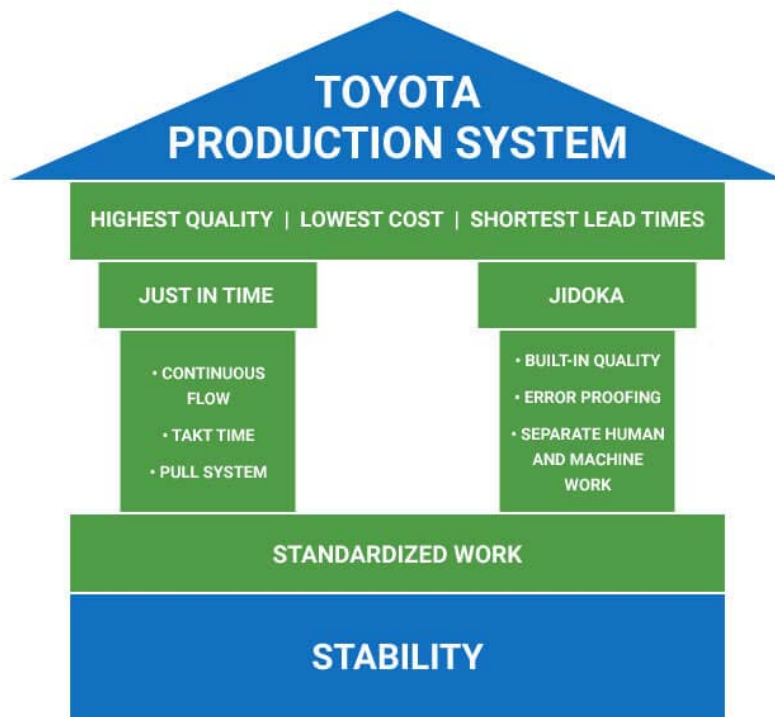 TOYOTA
PRODUCTION SYSTEM
HIGHEST QUALITY | LOWEST COST | SHORTEST LEAD TIMES
JUST IN TIME
• CONTINUOUS
FLOW
• TAKT TIME
• PULL SYSTEM
JIDOKA
• BUILT-IN QUALITY
• ERROR PROOFING
• SEPARATE HUMAN
AND MACHINE
WORK
STANDARDIZED WORK
STABILITY